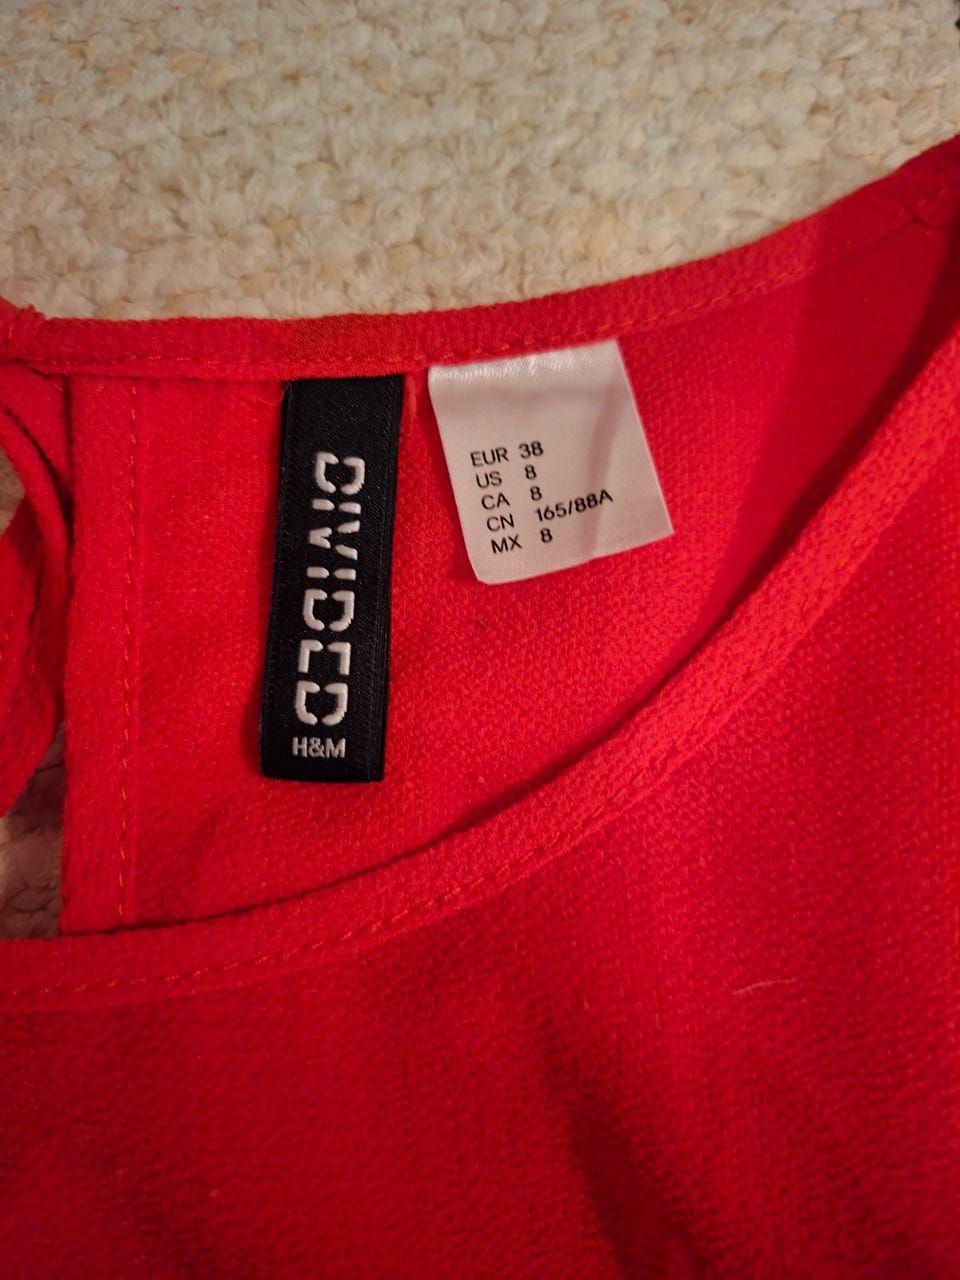 DIVIDED
H&M
EUR 38
US 8
CA 8
CN 165/88A
MX 8